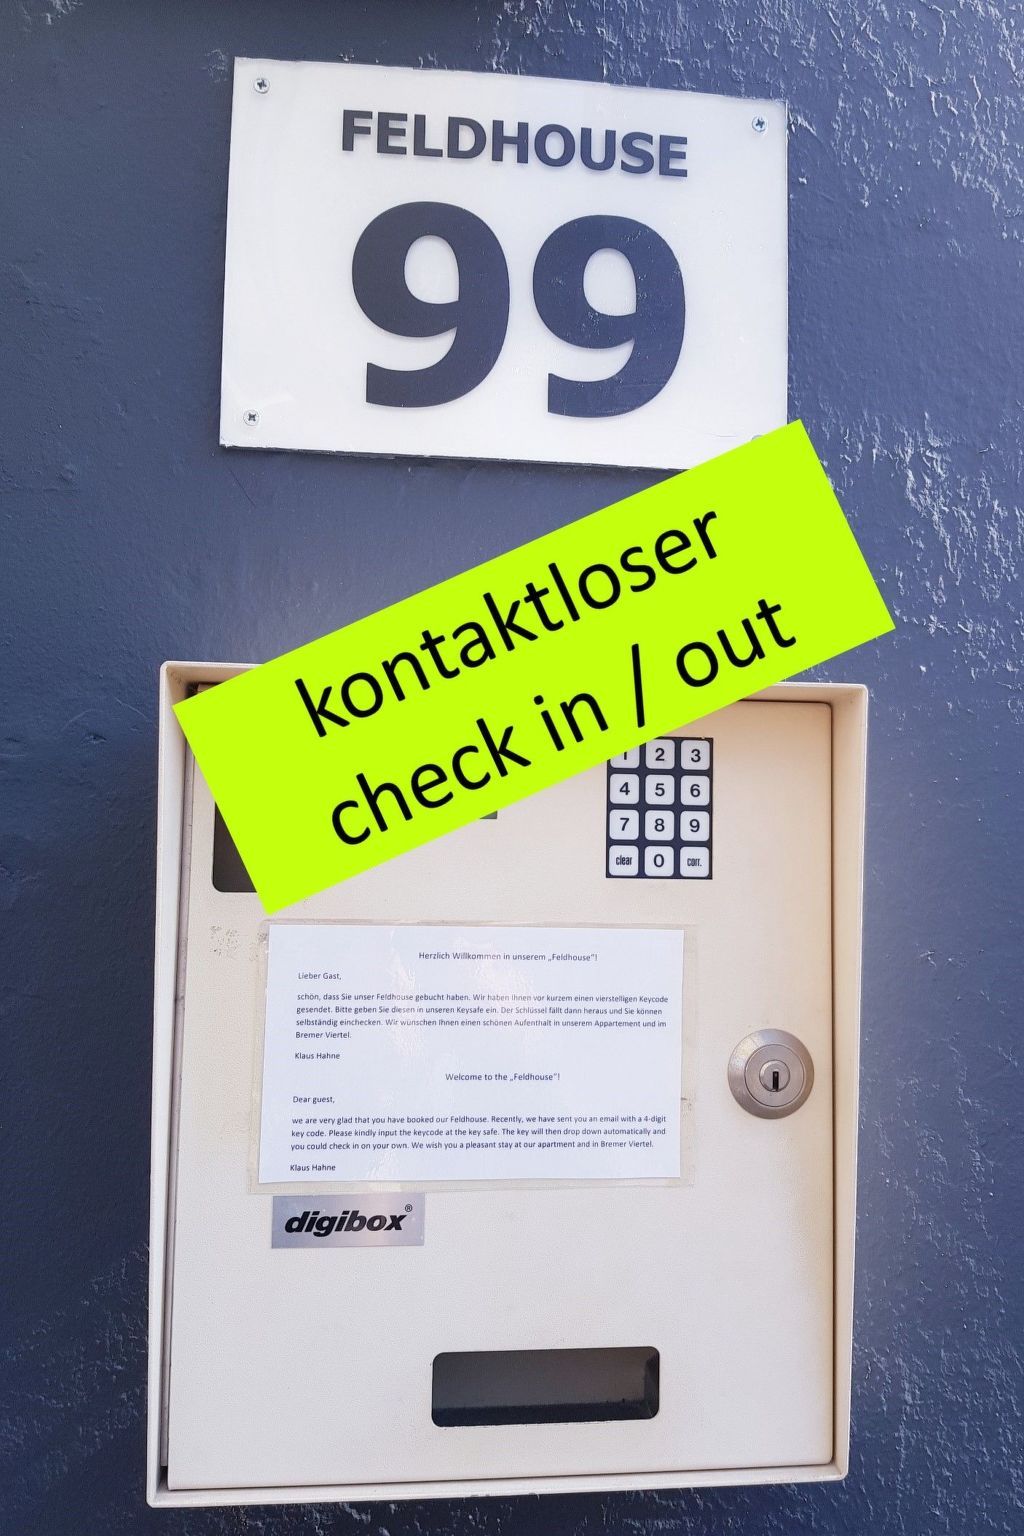 FELDHOUSE
99
kontaktloser
check in / out
1 2 3
4 5 6
7 8 9
clear 0 corr.
Herzlich Willkommen in unserem „Feldhouse"!
Lieber Gast,
schön, dass Sie unser Feldhouse gebucht haben. Wir haben Ihnen vor kurzem einen vierstelligen Keycode
gesendet. Bitte geben Sie diesen in unseren Keysafe ein. Der Schlüssel fällt dann heraus und Sie können
selbständig einchecken. Wir wünschen Ihnen einen schönen Aufenthalt in unserem Appartement und im
Bremer Viertel.
Klaus Hahne
Welcome to the „Feldhouse"!
Dear guest,
we are very glad that you have booked our Feldhouse. Recently, we have sent you an email with a 4-digit
key code. Please kindly input the keycode at the key safe. The key will then drop down automatically and
you could check in on your own. We wish you a pleasant stay at our apartment and in Bremer Viertel.
Klaus Hahne
digibox®